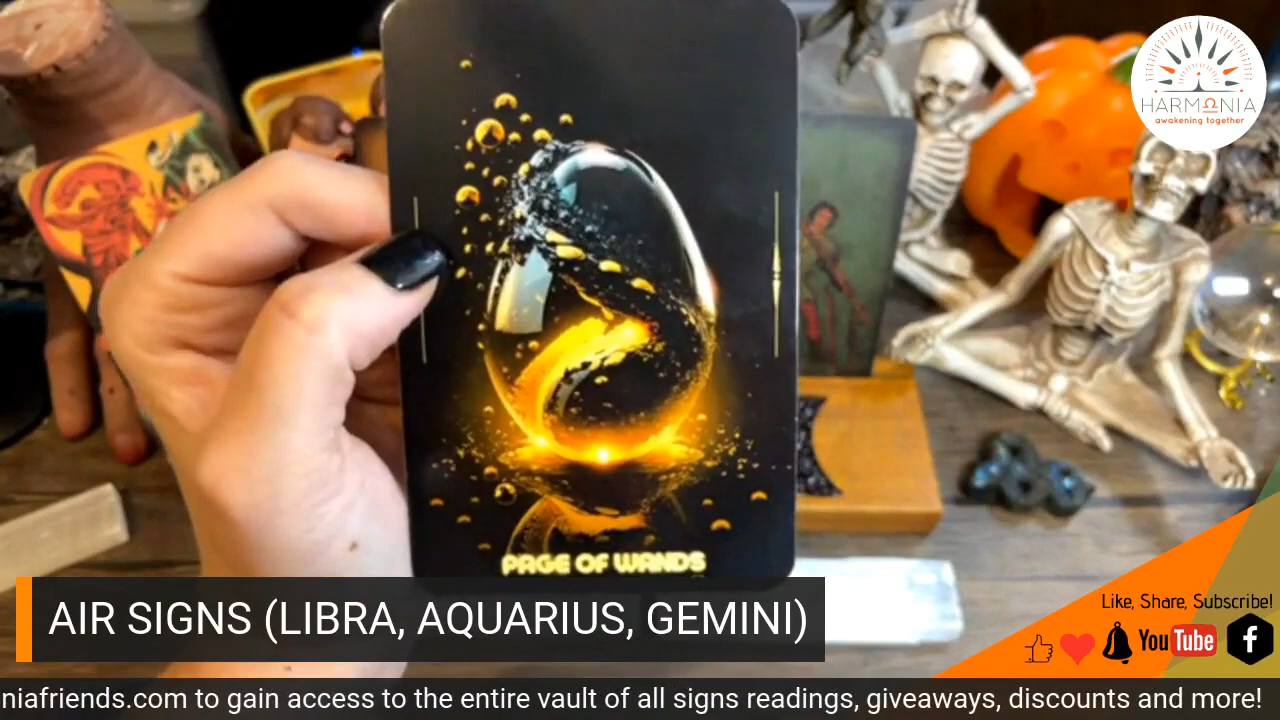 HARMONIA
awakening together
PAGE OF WANDS
AIR SIGNS (LIBRA, AQUARIUS, GEMINI)
Like, Share, Subscribe!
YouTube
niafriends.com to gain access to the entire vault of all signs readings, giveaways, discounts and more!